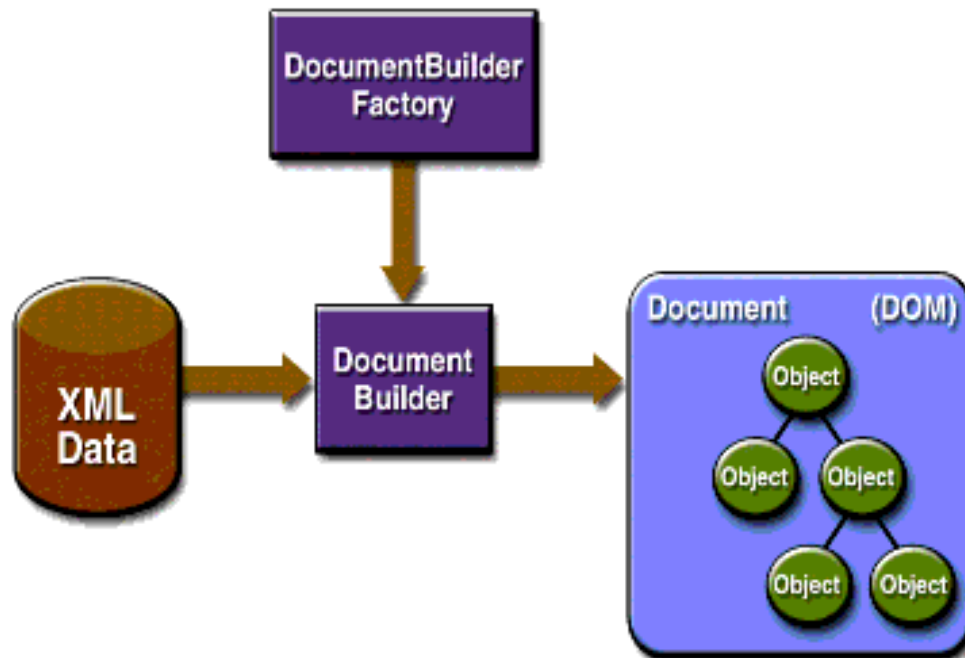 DocumentBuilder
Factory
XML
Data
Document
Builder
Document (DOM)
Object
Object
Object
Object
Object